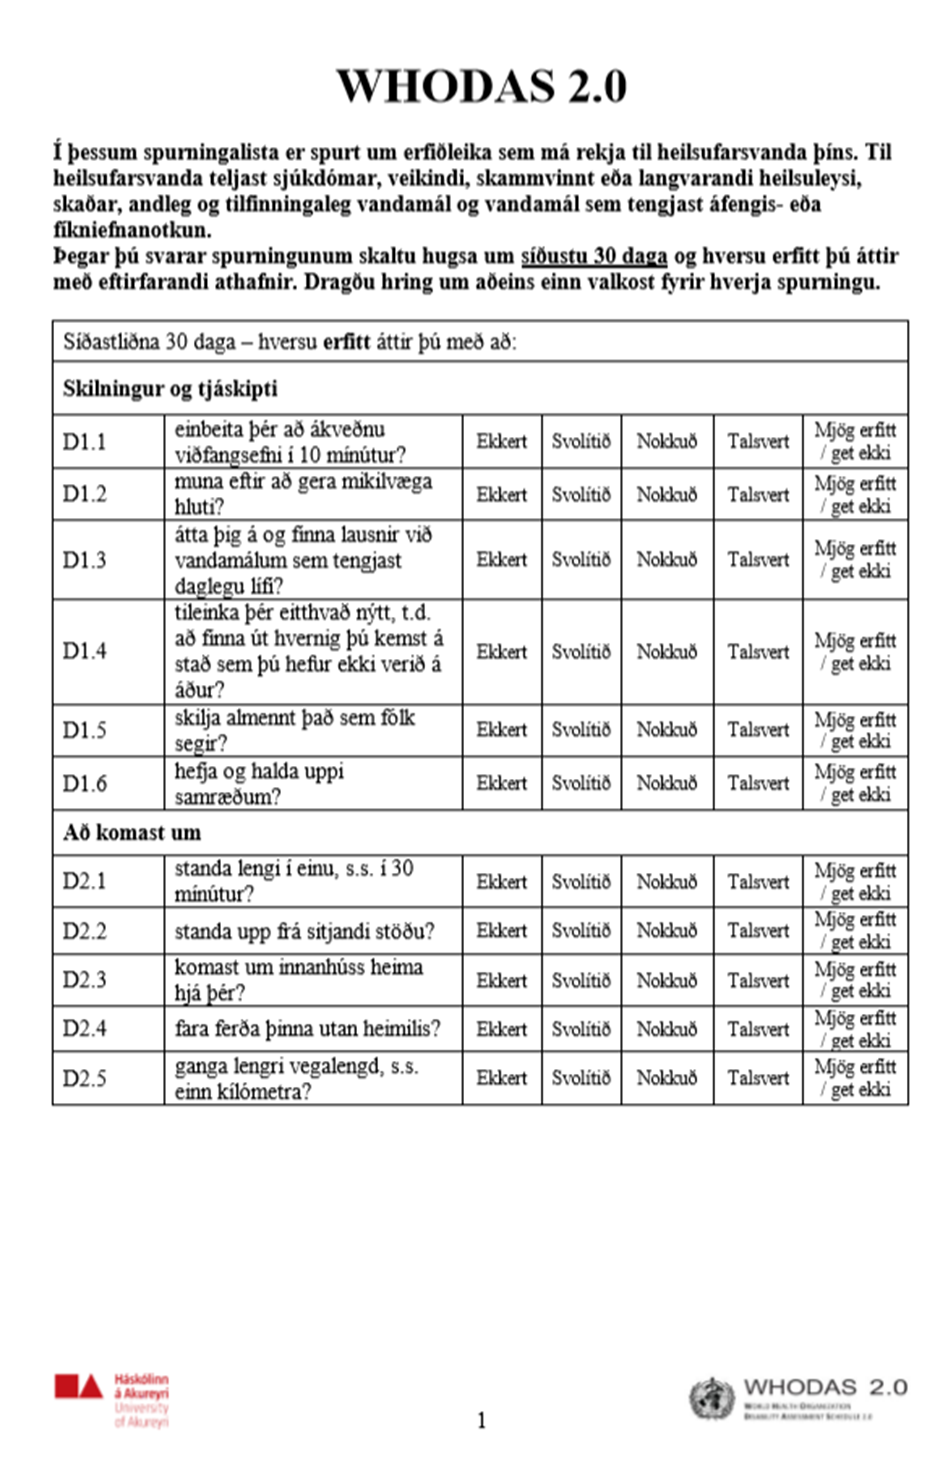 WHODAS 2.0
Í þessum spurningalista er spurt um erfiðleika sem má rekja til heilsufarsvanda þíns. Til
heilsufarsvanda teljast sjúkdómar, veikindi, skammvinnt eða langvarandi heilsuleysi,
skaðar, andleg og tilfinningaleg vandamál og vandamál sem tengjast áfengis- eða
fíkniefnanotkun.
Þegar þú svarar spurningunum skaltu hugsa um síðustu 30 daga og hversu erfitt þú áttir
með eftirfarandi athafnir. Dragðu hring um aðeins einn valkost fyrir hverja spurningu.
Síðastliðna 30 daga – hversu erfitt áttir þú með að:
Skilningur og tjáskipti
D1.1 einbeita þér að ákveðnu
viðfangsefni í 10 mínútur? Ekkert Svolítið Nokkuð Talsvert Mjög erfitt
/ get ekki
D1.2 muna eftir að gera mikilvæga
hluti? Ekkert Svolítið Nokkuð Talsvert Mjög erfitt
/ get ekki
D1.3 átta þig á og finna lausnir við
vandamálum sem tengjast
daglegu lífi? Ekkert Svolítið Nokkuð Talsvert Mjög erfitt
/ get ekki
D1.4 tileinka þér eitthvað nýtt, t.d.
að finna út hvernig þú kemst á
stað sem þú hefur ekki verið á
áður? Ekkert Svolítið Nokkuð Talsvert Mjög erfitt
/ get ekki
D1.5 skilja almennt það sem fólk
segir? Ekkert Svolítið Nokkuð Talsvert Mjög erfitt
/ get ekki
D1.6 hefja og halda uppi
samræðum? Ekkert Svolítið Nokkuð Talsvert Mjög erfitt
/ get ekki
Að komast um
D2.1 standa lengi í einu, s.s. í 30
mínútur? Ekkert Svolítið Nokkuð Talsvert Mjög erfitt
/ get ekki
D2.2 standa upp frá sitjandi stöðu? Ekkert Svolítið Nokkuð Talsvert Mjög erfitt
/ get ekki
D2.3 komast um innanhúss heima
hjá þér? Ekkert Svolítið Nokkuð Talsvert Mjög erfitt
/ get ekki
D2.4 fara ferða þinna utan heimilis? Ekkert Svolítið Nokkuð Talsvert Mjög erfitt
/ get ekki
D2.5 ganga lengri vegalengd, s.s.
einn kílómetra? Ekkert Svolítið Nokkuð Talsvert Mjög erfitt
/ get ekki
Háskólinn
á Akureyri
University
of Akureyri
1
WHODAS 2.0
WORLD HEALTH ORGANIZATION
DISABILITY ASSESSMENT SCHEDULE 2.0